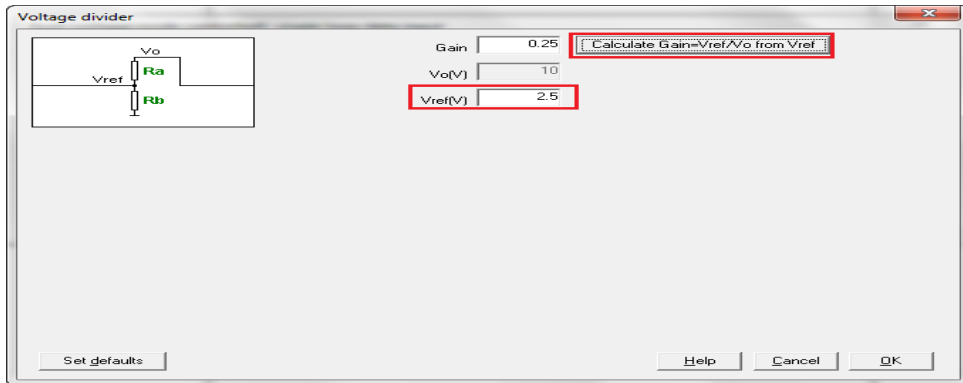 Voltage divider
Vo
Vref
Ra
Rb
Gain 0.25 Calculate Gain=Vref/Vo from Vref
Vo(V) 10
Vref(V) 2.5
Set defaults Help Cancel OK